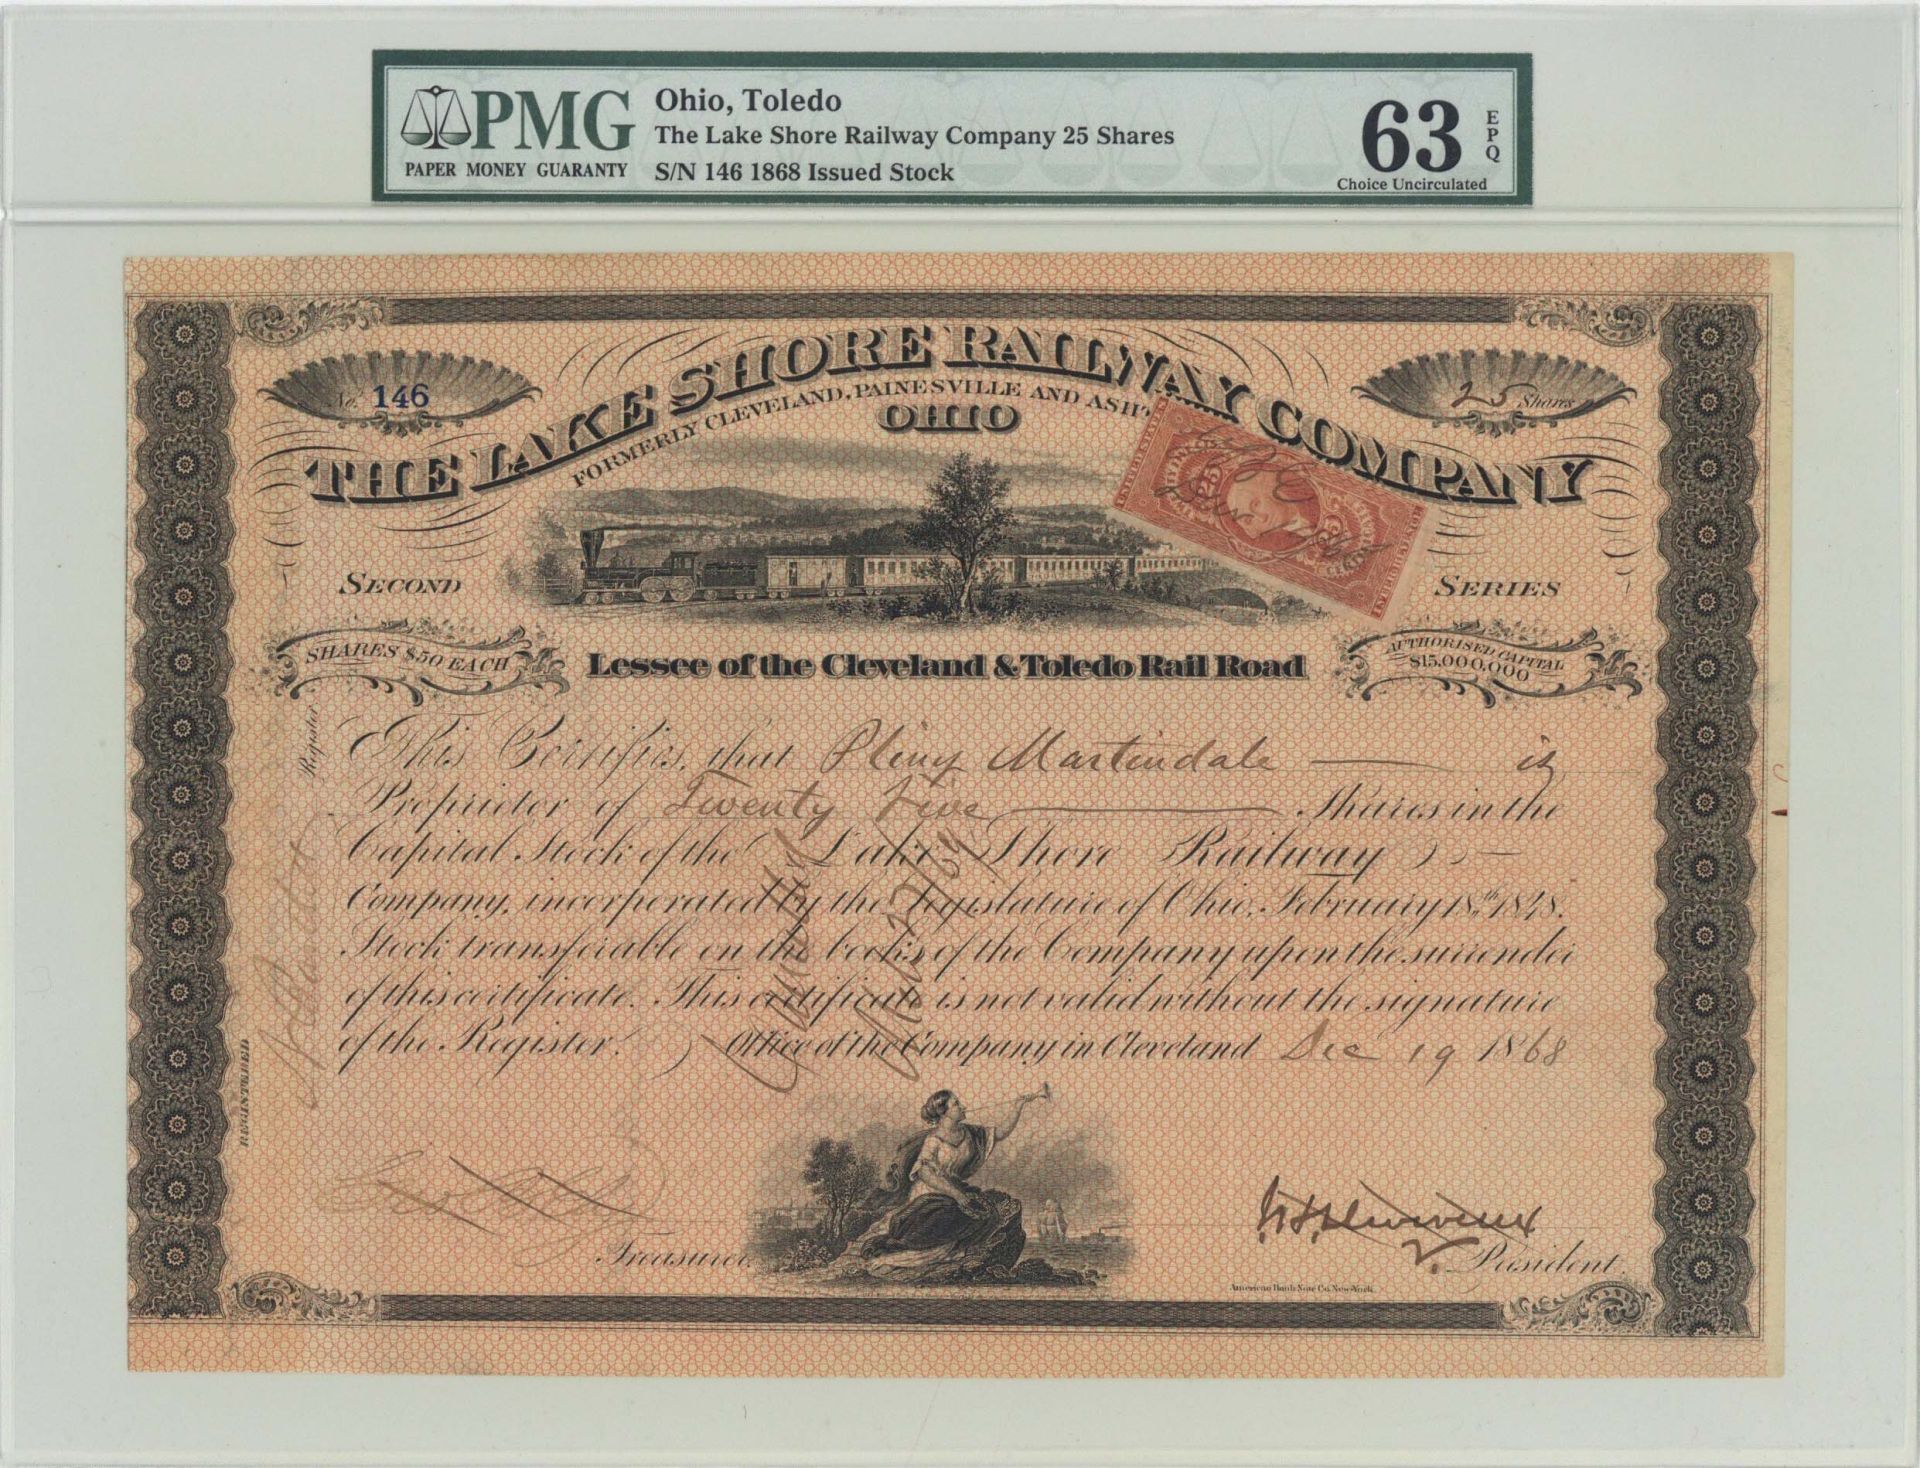 PMG
PAPER MONEY GUARANTY
Ohio, Toledo
The Lake Shore Railway Company 25 Shares
S/N 146 1868 Issued Stock
63 EPQ
Choice Uncirculated
No. 146
25 Shares
THE LAKE SHORE RAILWAY COMPANY
FORMERLY CLEVELAND, PAINESVILLE AND ASHT
OHIO
25
SECOND SERIES
SHARES $50 EACH
AUTHORISED CAPITAL
$15,000,000
Lessee of the Cleveland & Toledo Rail Road
This Certifies, that Pliny Martindale is
Proprietor of Twenty Five Shares in the
Capital Stock of the Lake Shore Railway
Company, incorporated by the Legislature of Ohio, February 18th 1848.
Stock transferable on the books of the Company upon the surrender
of this certificate. This certificate is not valid without the signature
of the Register. Office of the Company in Cleveland Dec 19 1868
Register
REGISTERED
Treasurer.
V. President.
American Bank Note Co. New-York.